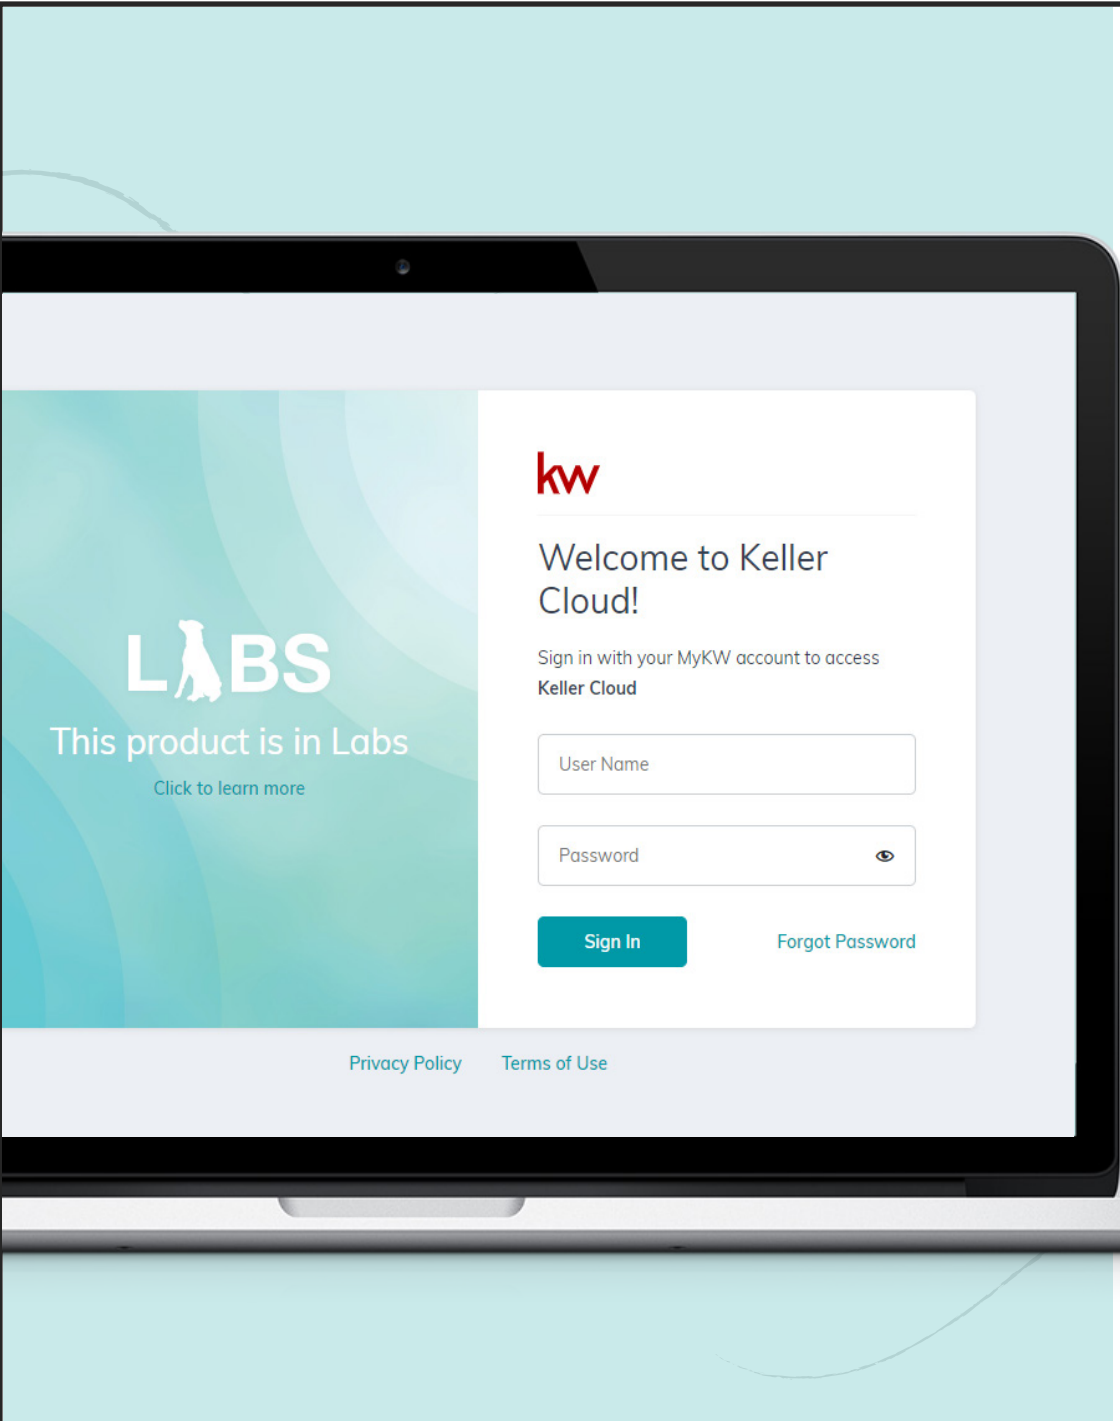 LABS
This product is in Labs
Click to learn more
kw
Welcome to Keller
Cloud!
Sign in with your MyKW account to access
Keller Cloud
User Name
Password
Sign In
Forgot Password
Privacy Policy
Terms of Use